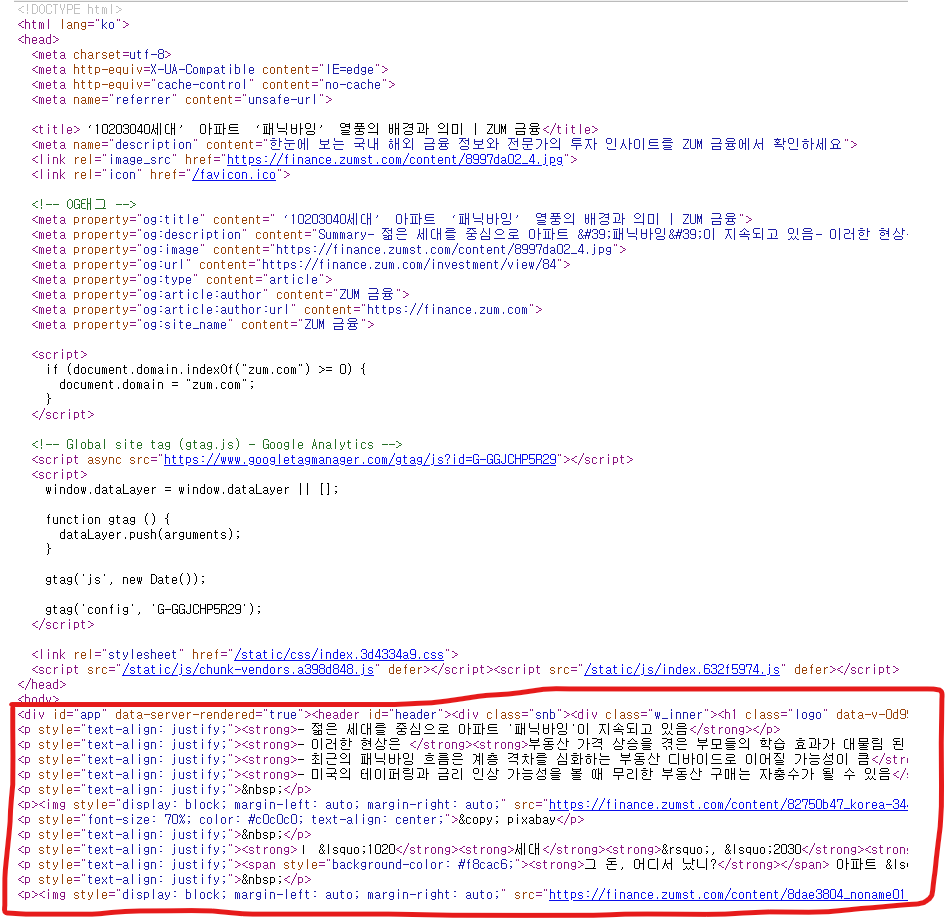 <!DOCTYPE html>
<html lang="ko">
<head>
<meta charset=utf-8>
<meta http-equiv=X-UA-Compatible content="IE=edge">
<meta http-equiv="cache-control" content="no-cache">
<meta name="referrer" content="unsafe-url">
<title> ‘10203040세대’ 아파트 ‘패닉바잉’ 열풍의 배경과 의미 | ZUM 금융</title>
<meta name="description" content="한눈에 보는 국내 해외 금융 정보와 전문가의 투자 인사이트를 ZUM 금융에서 확인하세요">
<link rel="image_src" href="https://finance.zumst.com/content/8997da02_4.jpg">
<link rel="icon" href="/favicon.ico">
<!-- OG태그 -->
<meta property="og:title" content=" ‘10203040세대’ 아파트 ‘패닉바잉’ 열풍의 배경과 의미 | ZUM 금융">
<meta property="og:description" content="Summary- 젊은 세대를 중심으로 아파트 &#39;패닉바잉&#39;이 지속되고 있음- 이러한 현상
<meta property="og:image" content="https://finance.zumst.com/content/8997da02_4.jpg">
<meta property="og:url" content="https://finance.zum.com/investment/view/84">
<meta property="og:type" content="article">
<meta property="og:article:author" content="ZUM 금융">
<meta property="og:article:author:url" content="https://finance.zum.com">
<meta property="og:site_name" content="ZUM 금융">
<script>
if (document.domain.indexOf("zum.com") >= 0) {
document.domain = "zum.com";
}
</script>
<!-- Global site tag (gtag.js) - Google Analytics -->
<script async src="https://www.googletagmanager.com/gtag/js?id=G-GGJCHP5R29"></script>
<script>
window.dataLayer = window.dataLayer || [];
function gtag () {
dataLayer.push(arguments);
}
gtag('js', new Date());
gtag('config', 'G-GGJCHP5R29');
</script>
<link rel="stylesheet" href="/static/css/index.3d4334a9.css">
<script src="/static/js/chunk-vendors.a398d848.js" defer></script><script src="/static/js/index.632f5974.js" defer></script>
</head>
<body>
<div id="app" data-server-rendered="true"><header id="header"><div class="snb"><div class="w_inner"><h1 class="logo" data-v-0d9
<p style="text-align: justify;"><strong>- 젊은 세대를 중심으로 아파트 '패닉바잉'이 지속되고 있음</strong></p>
<p style="text-align: justify;"><strong>- 이러한 현상은 </strong><strong>부동산 가격 상승을 겪은 부모들의 학습 효과가 대물림 된
<p style="text-align: justify;"><strong>- 최근의 패닉바잉 흐름은 계층 격차를 심화하는 부동산 디바이드로 이어질 가능성이 큼</stro
<p style="text-align: justify;"><strong>- 미국의 테이퍼링과 금리 인상 가능성을 볼 때 무리한 부동산 구매는 자충수가 될 수 있음</s
<p style="text-align: justify;">&nbsp;</p>
<p><img style="display: block; margin-left: auto; margin-right: auto;" src="https://finance.zumst.com/content/82750b47_korea-344
<p style="font-size: 70%; color: #c0c0c0; text-align: center;">&copy; pixabay</p>
<p style="text-align: justify;">&nbsp;</p>
<p style="text-align: justify;"><strong>| &lsquo;1020</strong><strong>세대</strong><strong>&rsquo;, &lsquo;2030</strong><stron
<p style="text-align: justify;"><span style="background-color: #f8cac6;"><strong>그 돈, 어디서 났니?</strong></span> 아파트 &lsq
<p style="text-align: justify;">&nbsp;</p>
<p><img style="display: block; margin-left: auto; margin-right: auto;" src="https://finance.zumst.com/content/8dae3804_noname01